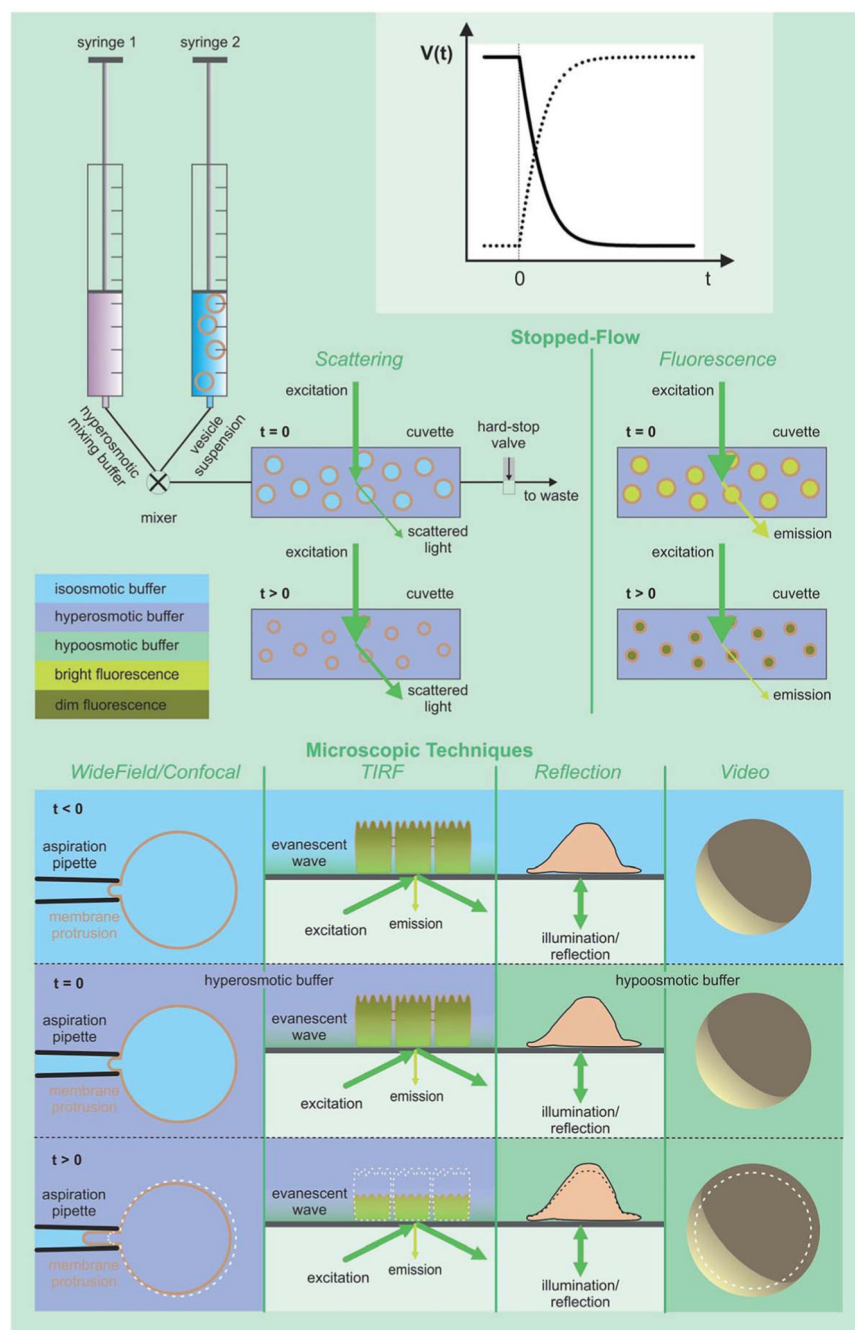 syringe 1
syringe 2
V(t)
0
t
hyperosmotic
mixing buffer
vesicle
suspension
mixer
Stopped-Flow
Scattering
excitation
t = 0
cuvette
hard-stop
valve
to waste
scattered
light
excitation
t > 0
cuvette
scattered
light
Fluorescence
excitation
t = 0
cuvette
emission
excitation
t > 0
cuvette
emission
isoosmotic buffer
hyperosmotic buffer
hypoosmotic buffer
bright fluorescence
dim fluorescence
Microscopic Techniques
WideField/Confocal
TIRF
Reflection
Video
t < 0
aspiration
pipette
membrane
protrusion
evanescent
wave
excitation
emission
illumination/
reflection
t = 0
hyperosmotic buffer
hypoosmotic buffer
aspiration
pipette
membrane
protrusion
evanescent
wave
excitation
emission
illumination/
reflection
t > 0
aspiration
pipette
membrane
protrusion
evanescent
wave
excitation
emission
illumination/
reflection